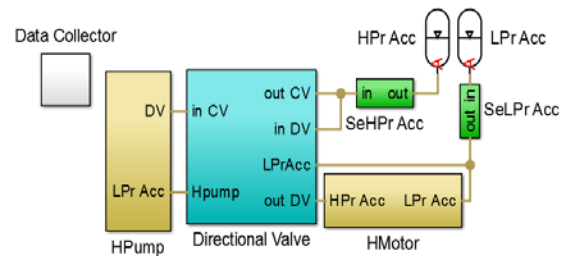 Data Collector
HPr Acc
LPr Acc
A
A
DV
in CV
out CV
in out
out in
SeHPr Acc
SeLPr Acc
in DV
LPrAcc
LPr Acc
Hpump
out DV
HPr Acc
LPr Acc
HPump
Directional Valve
HMotor